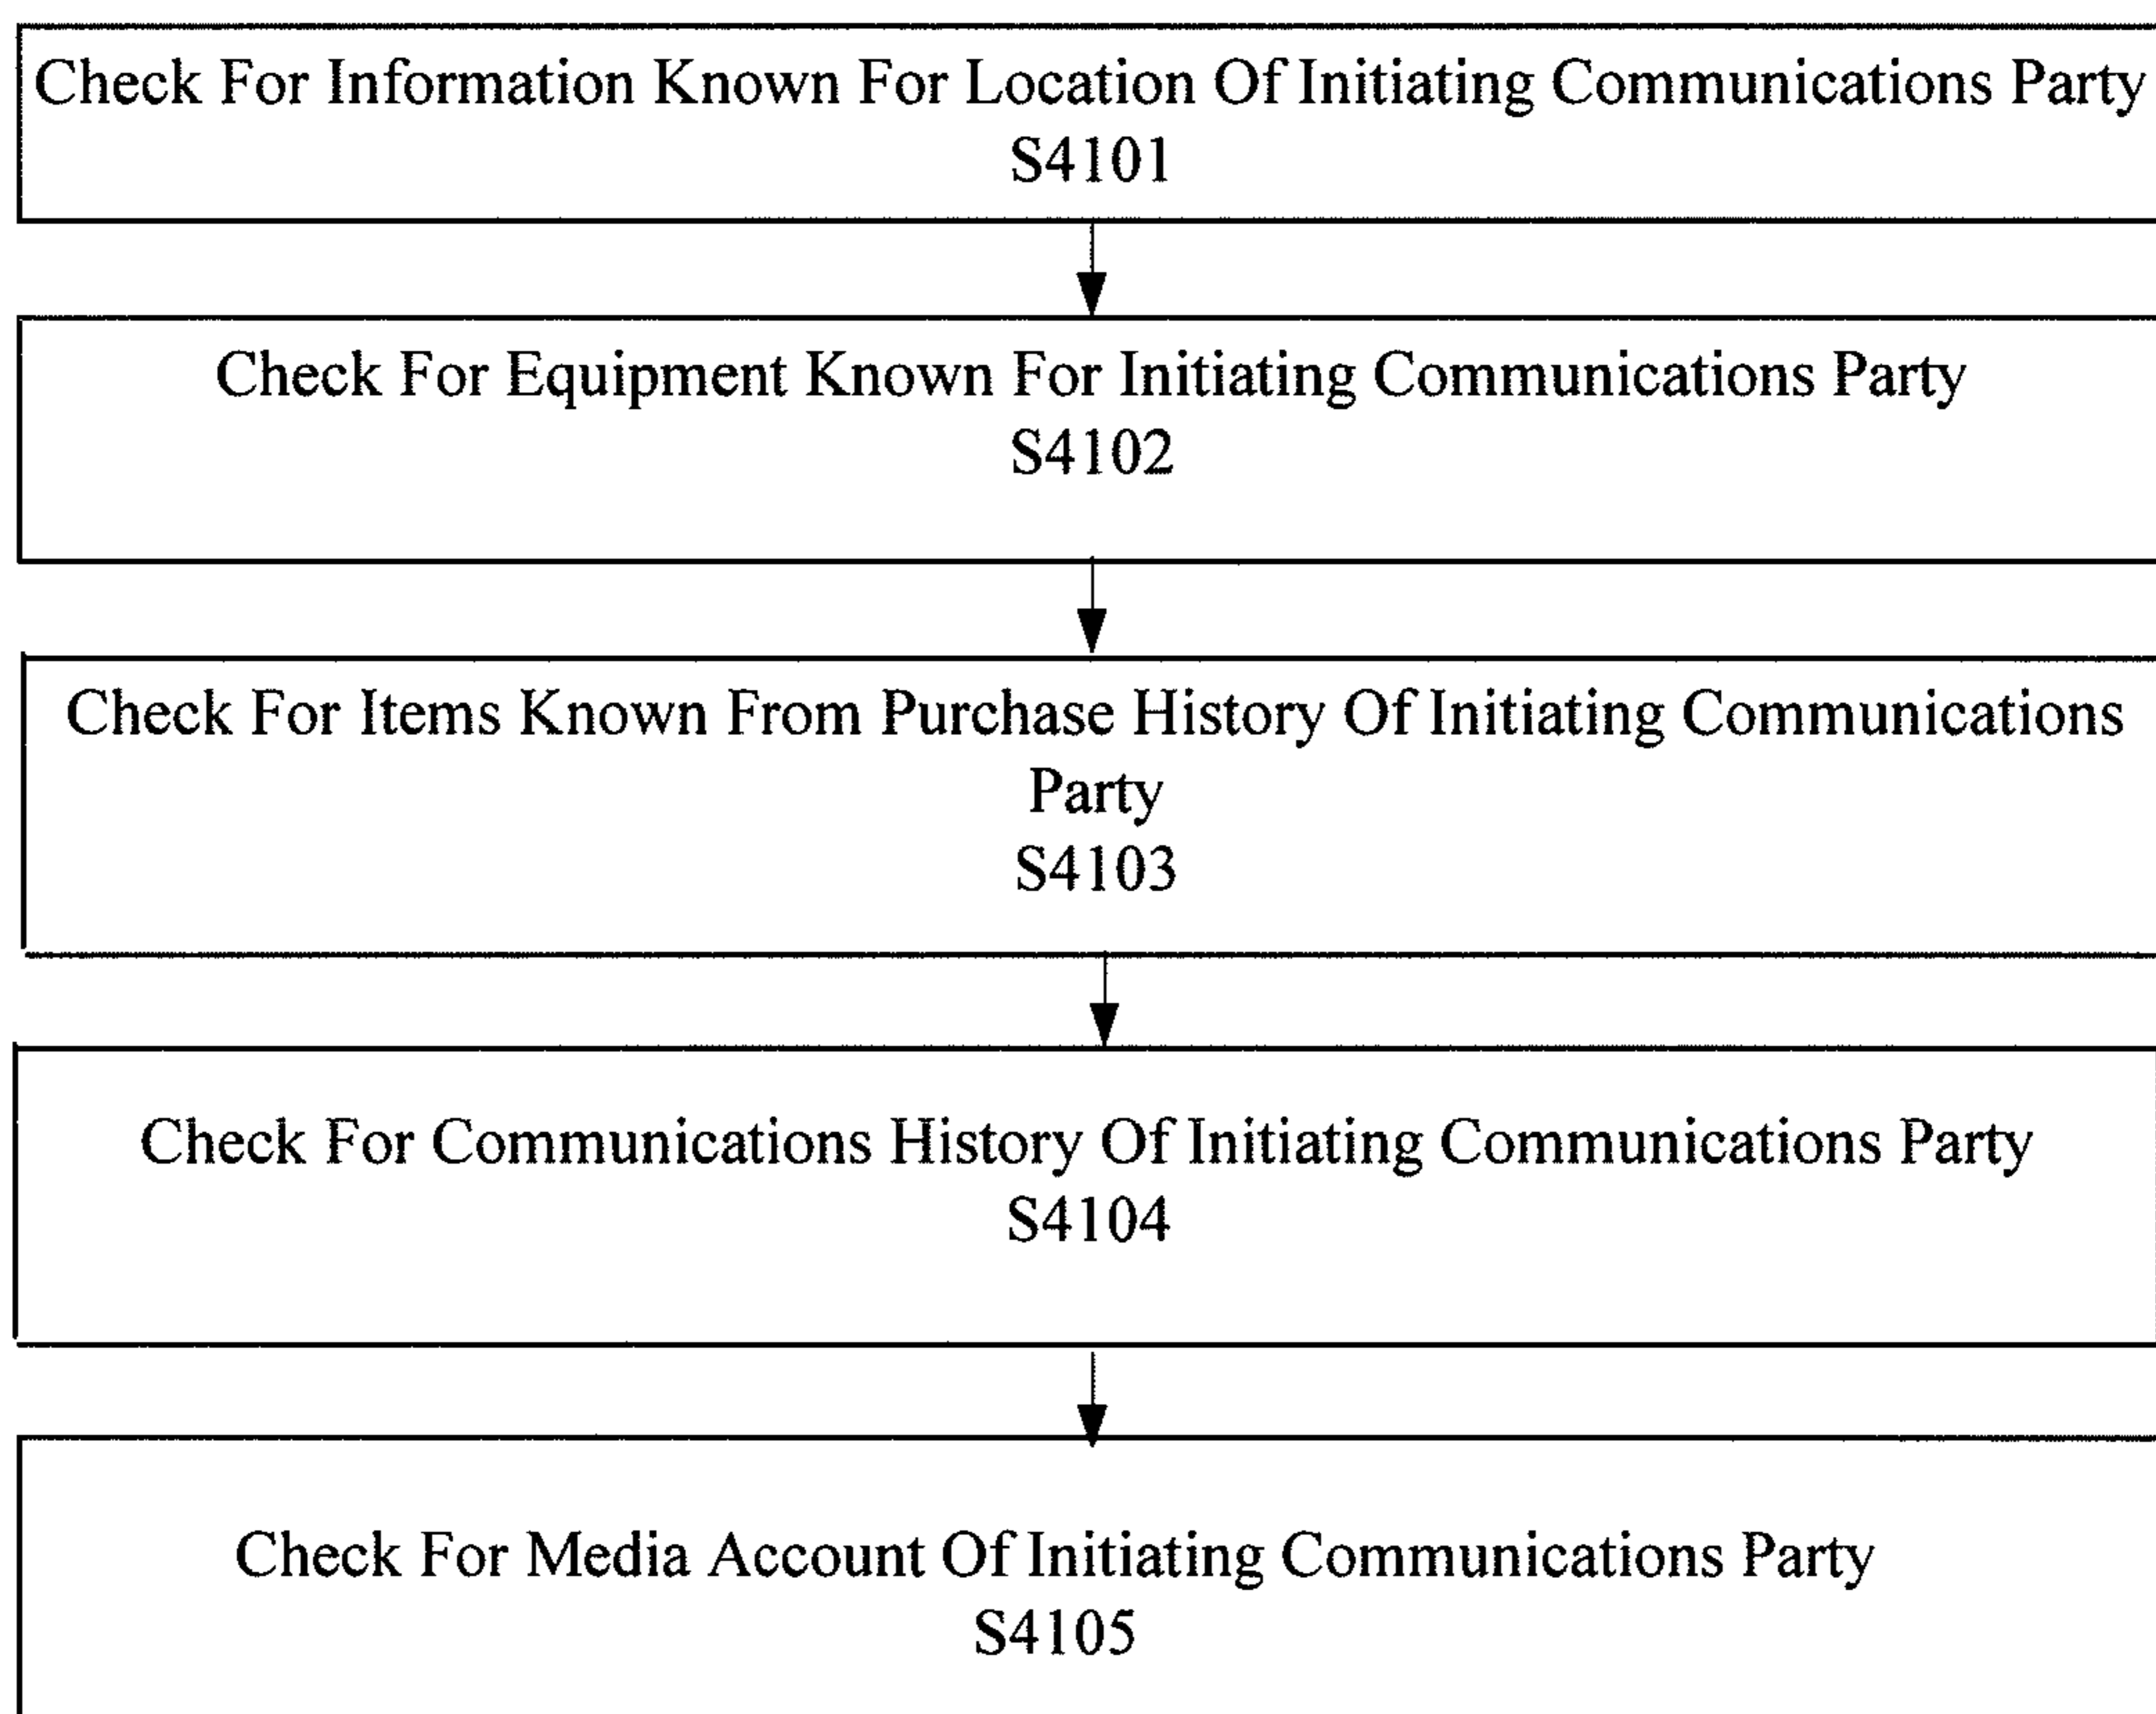 Check For Information Known For Location Of Initiating Communications Party
S4101
Check For Equipment Known For Initiating Communications Party
S4102
Check For Items Known From Purchase History Of Initiating Communications
Party
S4103
Check For Communications History Of Initiating Communications Party
S4104
Check For Media Account Of Initiating Communications Party
S4105